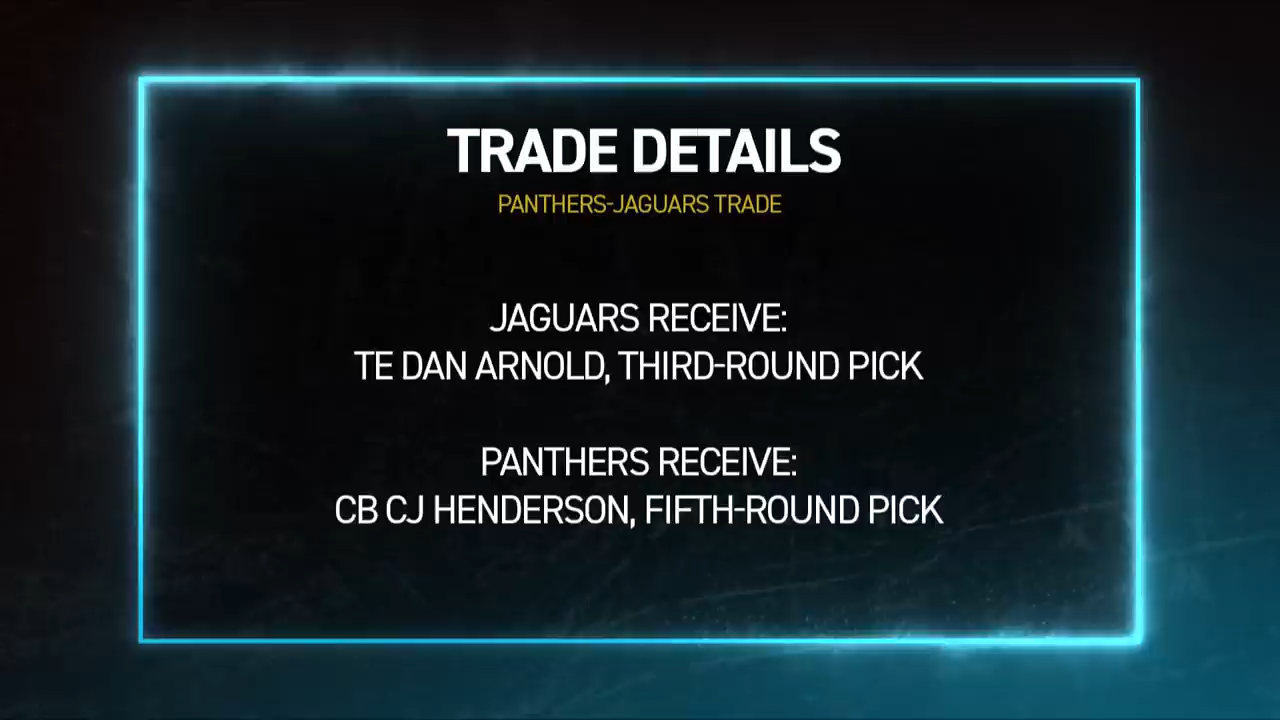 TRADE DETAILS
PANTHERS-JAGUARS TRADE
JAGUARS RECEIVE:
TE DAN ARNOLD, THIRD-ROUND PICK
PANTHERS RECEIVE:
CB CJ HENDERSON, FIFTH-ROUND PICK